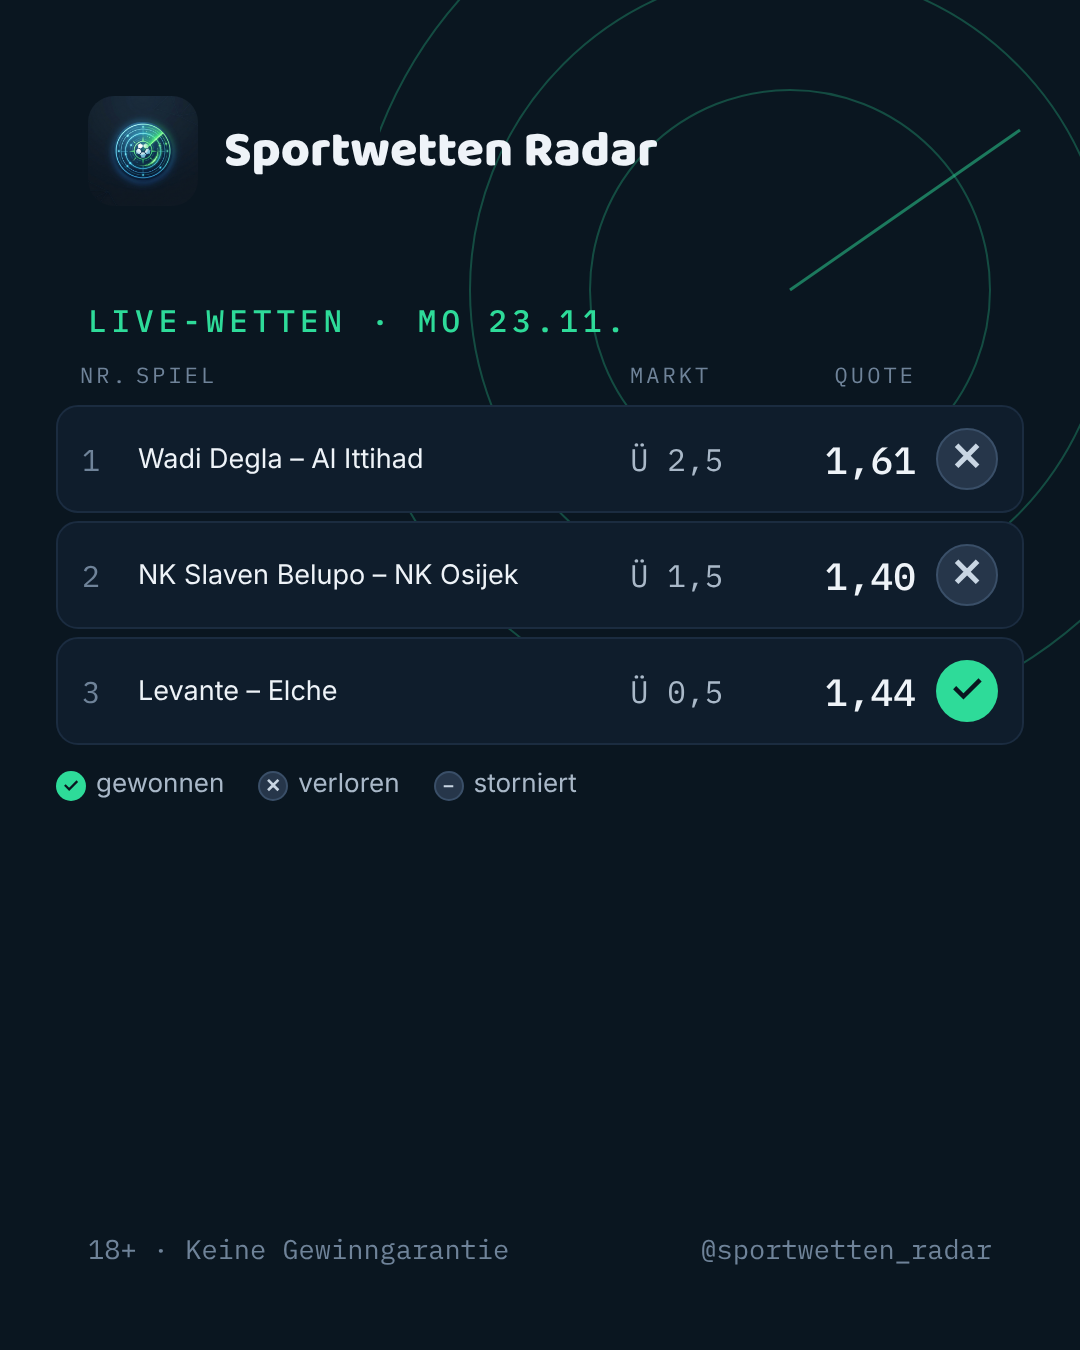 Sportwetten Radar
LIVE-WETTEN · MO 23.11.
NR. SPIEL MARKT QUOTE
1 Wadi Degla – Al Ittihad Ü 2,5 1,61
2 NK Slaven Belupo – NK Osijek Ü 1,5 1,40
3 Levante – Elche Ü 0,5 1,44
gewonnen verloren storniert
18+ · Keine Gewinngarantie @sportwetten_radar